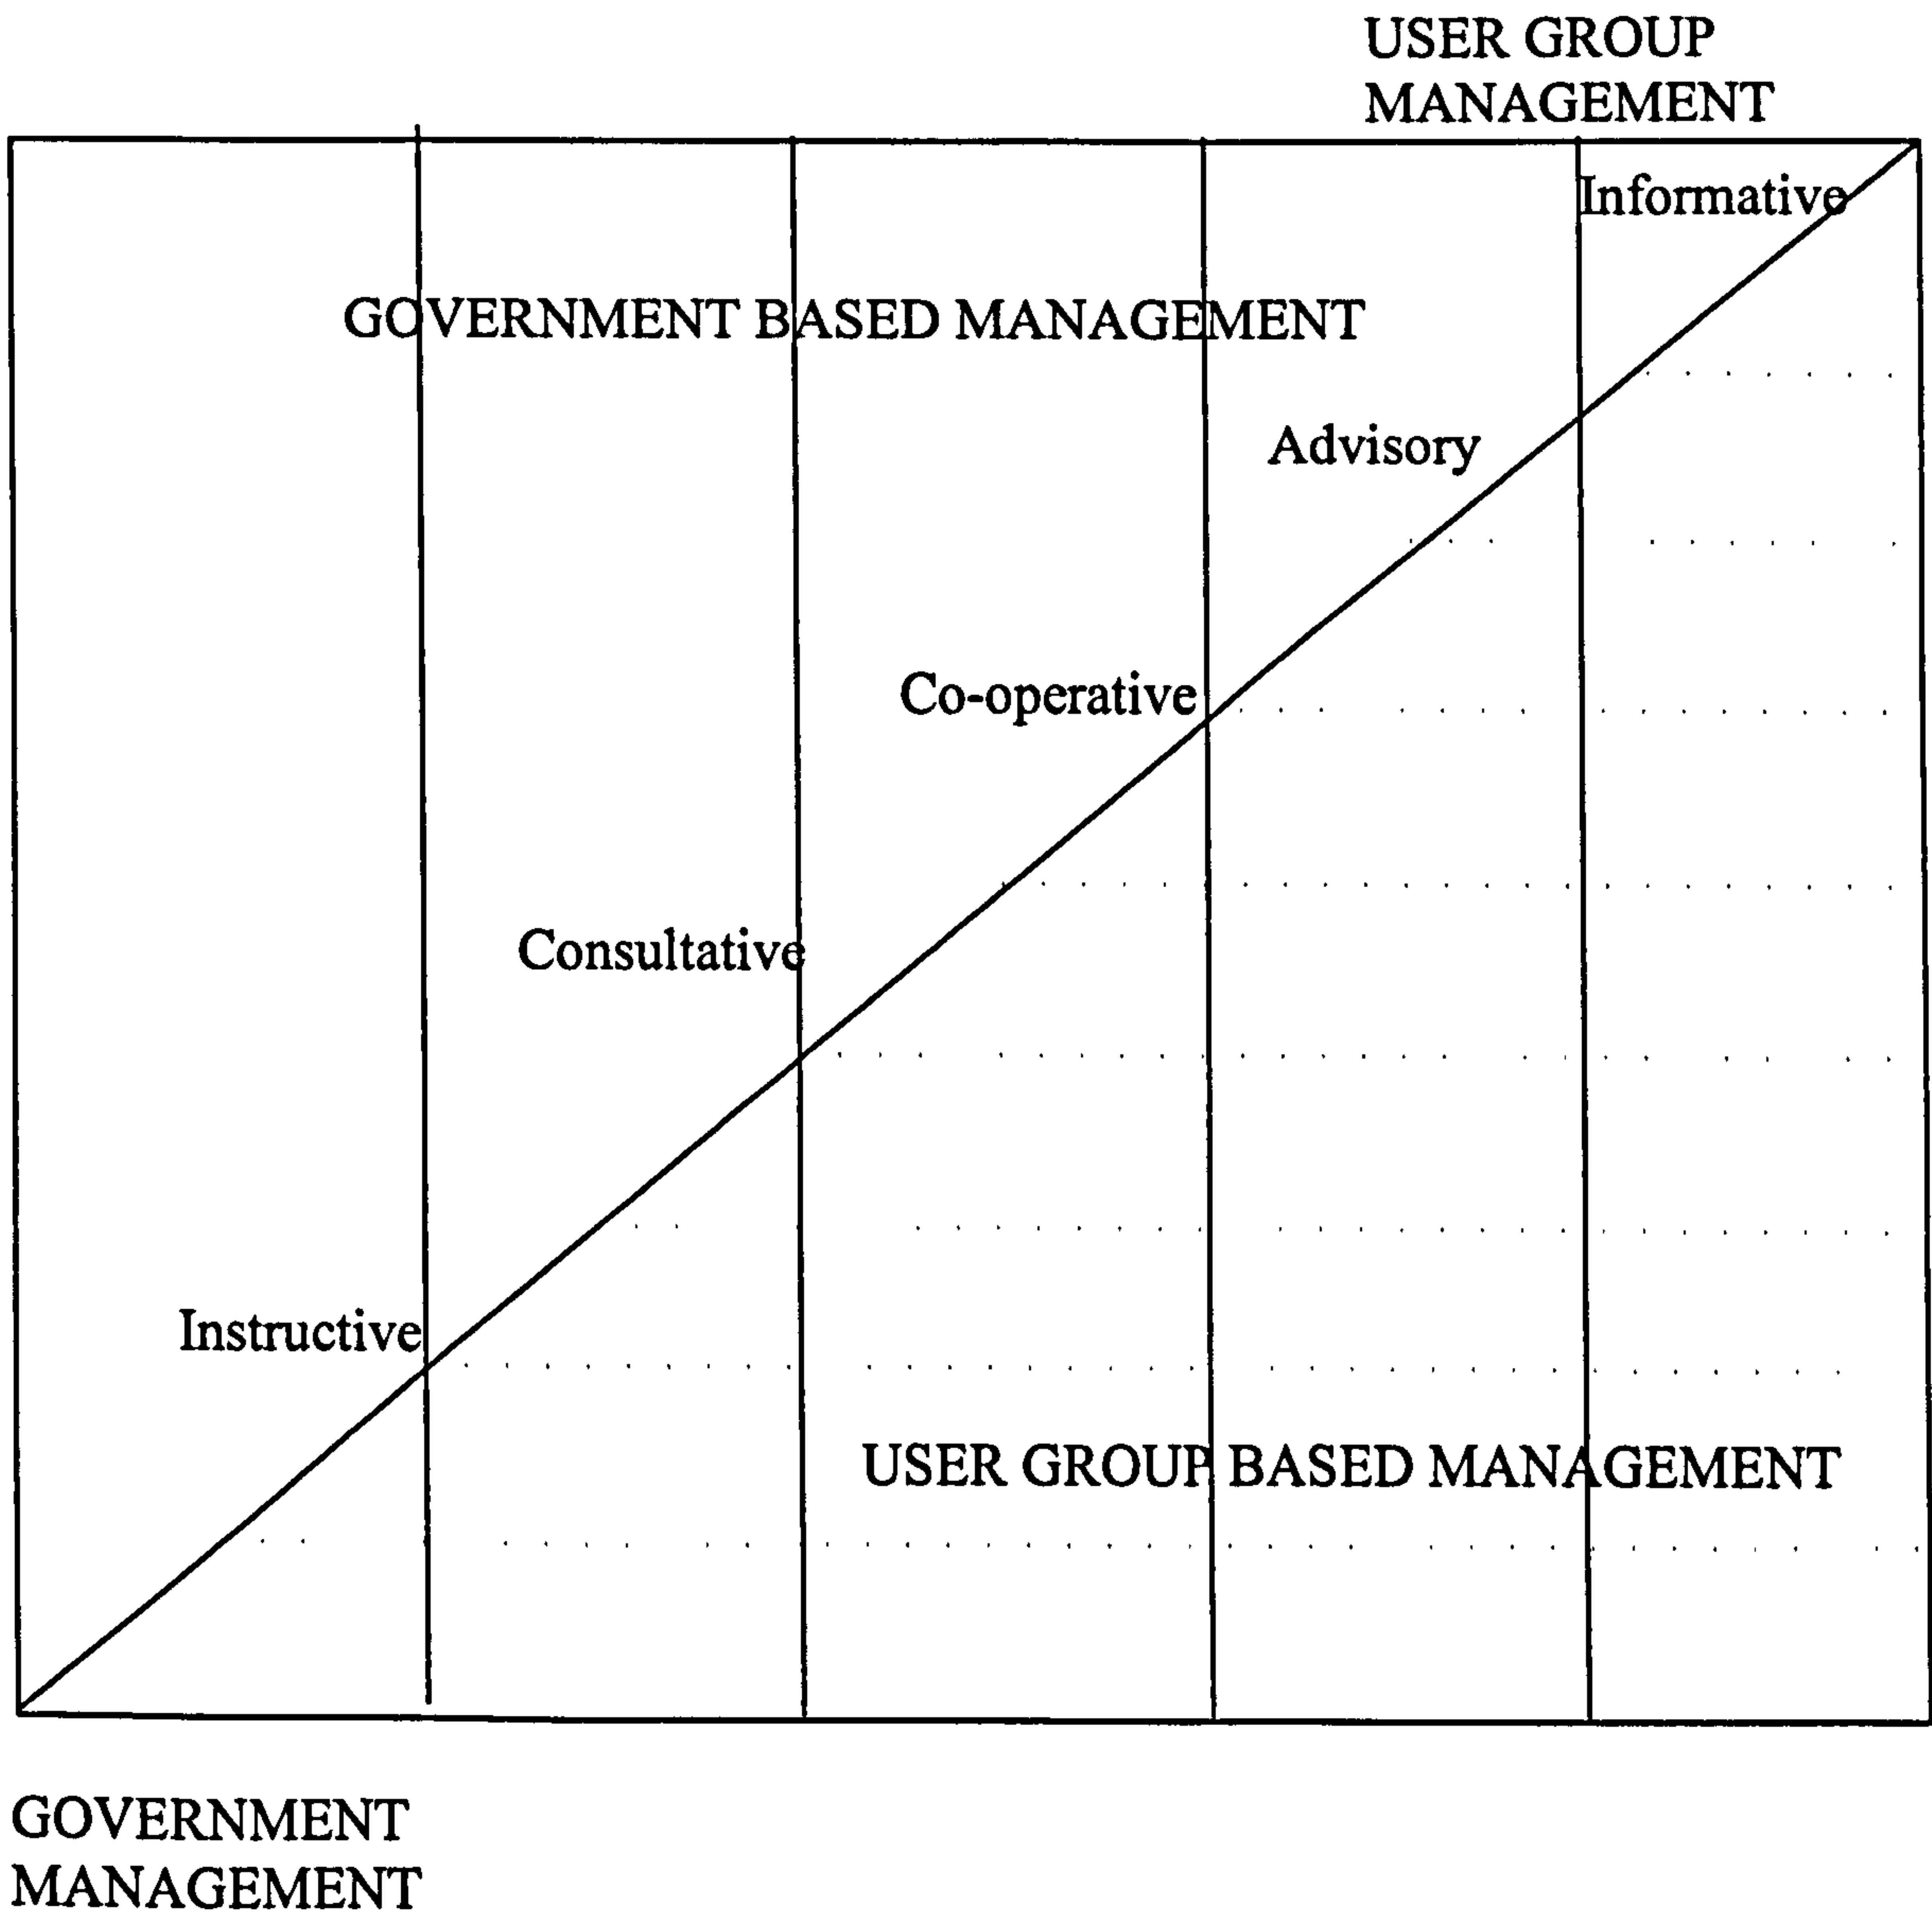 USER GROUP
MANAGEMENT
Informative
GOVERNMENT BASED MANAGEMENT
Advisory
Co-operative
Consultative
Instructive
USER GROUP BASED MANAGEMENT
GOVERNMENT
MANAGEMENT